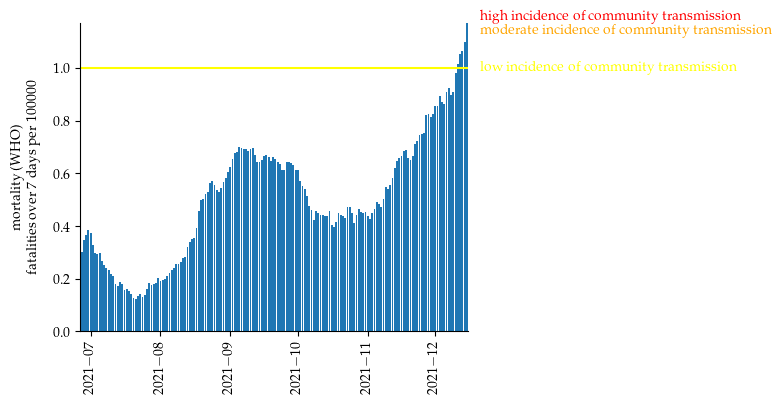 high incidence of community transmission
moderate incidence of community transmission
low incidence of community transmission
mortality (WHO)
fatalities over 7 days per 100000
1.0
0.8
0.6
0.4
0.2
0.0
2021−07
2021−08
2021−09
2021−10
2021−11
2021−12